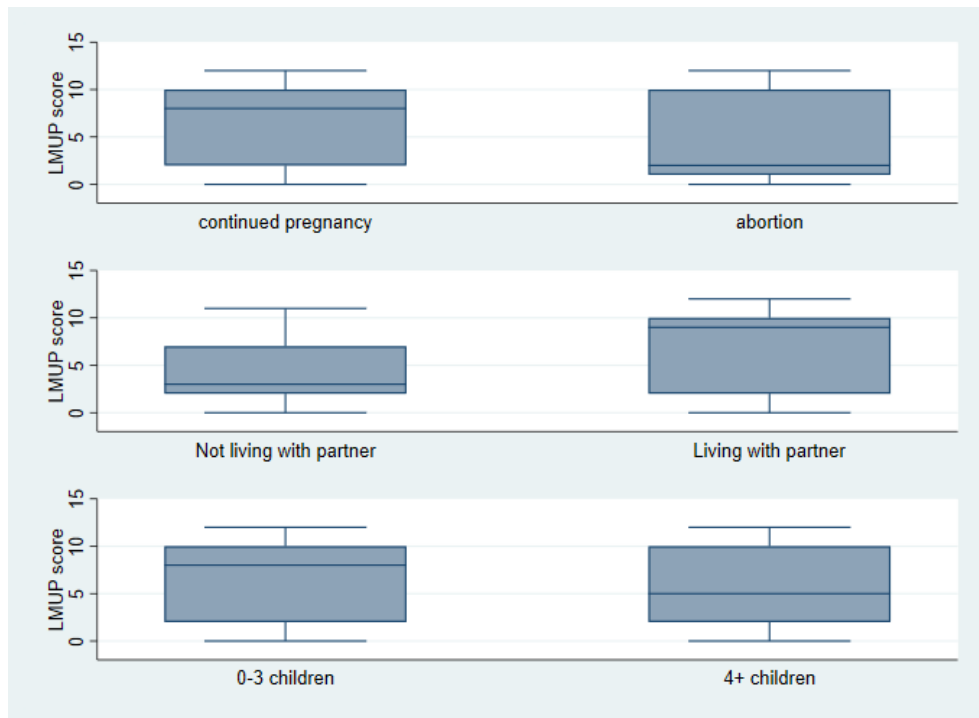 LMUP score
15
10
5
0
continued pregnancy
abortion
LMUP score
15
10
5
0
Not living with partner
Living with partner
LMUP score
15
10
5
0
0-3 children
4+ children